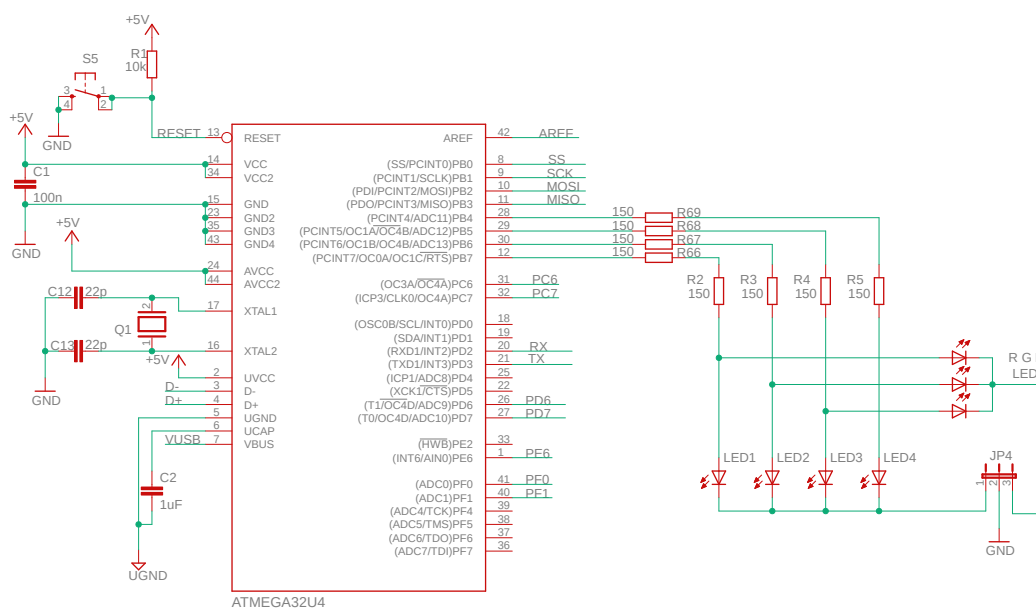 +5V
R1
10k
S5
3 1
4 2
GND
+5V
C1
100n
GND
+5V
C12 22p
Q1
2
1
C13 22p
+5V
GND
D-
D+
VUSB
C2
1uF
UGND
RESET 13 RESET
14 VCC
34 VCC2
15 GND
23 GND2
35 GND3
43 GND4
24 AVCC
44 AVCC2
17 XTAL1
16 XTAL2
2 UVCC
3 D-
4 D+
5 UGND
6 UCAP
7 VBUS
AREF 42 AREF
(SS/PCINT0)PB0 8 SS
(PCINT1/SCLK)PB1 9 SCK
(PDI/PCINT2/MOSI)PB2 10 MOSI
(PDO/PCINT3/MISO)PB3 11 MISO
(PCINT4/ADC11)PB4 28 150 R69
(PCINT5/OC1A/OC4B/ADC12)PB5 29 150 R68
(PCINT6/OC1B/OC4B/ADC13)PB6 30 150 R67
(PCINT7/OC0A/OC1C/RTS)PB7 12 150 R66
(OC3A/OC4A)PC6 31 PC6
(ICP3/CLK0/OC4A)PC7 32 PC7
(OSC0B/SCL/INT0)PD0 18
(SDA/INT1)PD1 19
(RXD1/INT2)PD2 20 RX
(TXD1/INT3)PD3 21 TX
(ICP1/ADC8)PD4 25
(XCK1/CTS)PD5 22
(T1/OC4D/ADC9)PD6 26 PD6
(T0/OC4D/ADC10)PD7 27 PD7
(HWB)PE2 33
(INT6/AIN0)PE6 1 PE6
(ADC0)PF0 41 PF0
(ADC1)PF1 40 PF1
(ADC4/TCK)PF4 39
(ADC5/TMS)PF5 38
(ADC6/TDO)PF6 37
(ADC7/TDI)PF7 36
ATMEGA32U4
R2 R3 R4 R5
150 150 150 150
R G
LED
LED1 LED2 LED3 LED4
JP4
1 2 3
GND